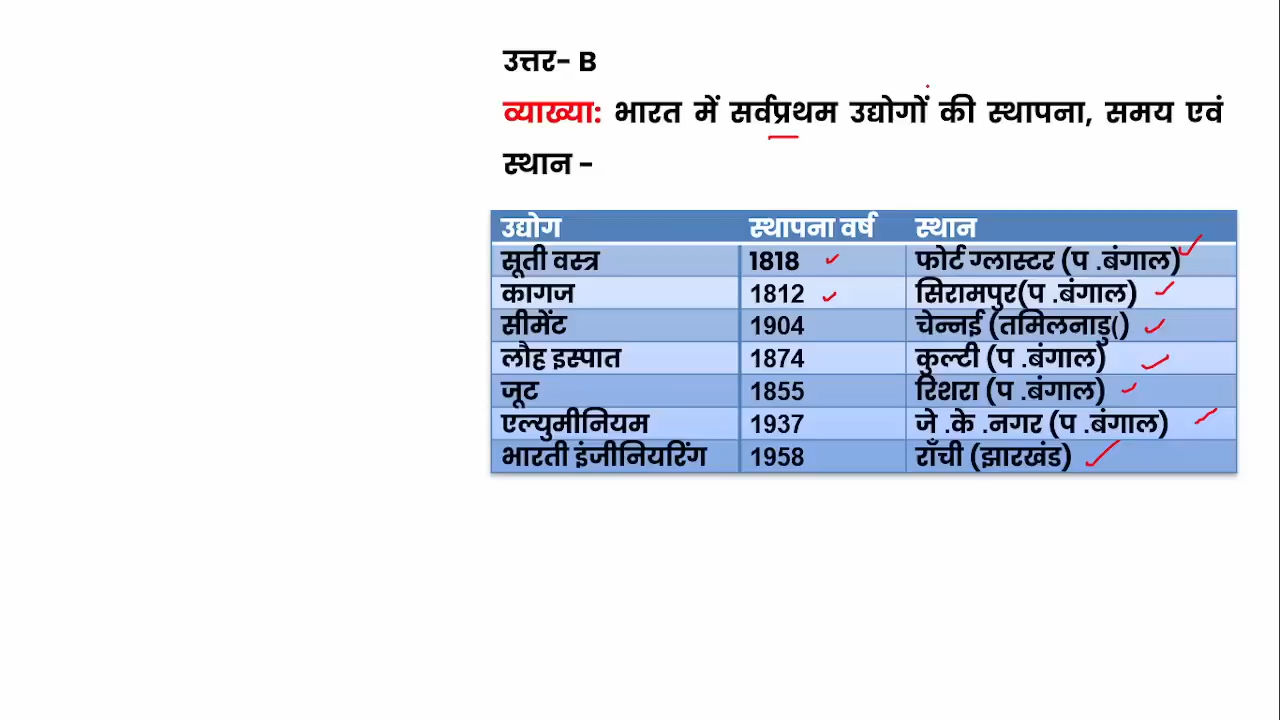 उत्तर- B
व्याख्या: भारत में सर्वप्रथम उद्योगों की स्थापना, समय एवं
स्थान -
उद्योग स्थापना वर्ष स्थान
सूती वस्त्र 1818 फोर्ट ग्लास्टर (प .बंगाल)
कागज 1812 सिरामपुर(प .बंगाल)
सीमेंट 1904 चेन्नई (तमिलनाडु()
लौह इस्पात 1874 कुल्टी (प .बंगाल)
जूट 1855 रिशरा (प .बंगाल)
एल्युमीनियम 1937 जे .के .नगर (प .बंगाल)
भारती इंजीनियरिंग 1958 राँची (झारखंड)